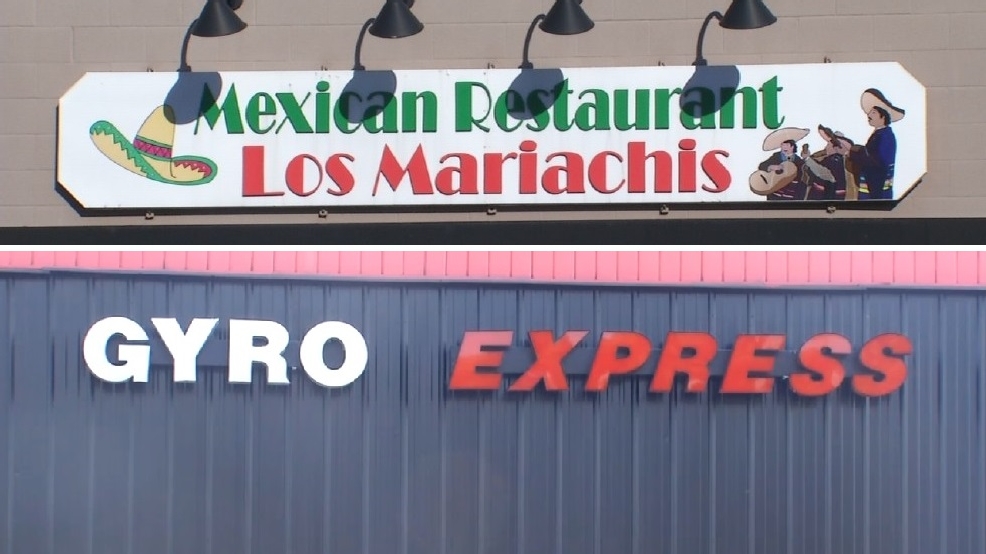 Mexican Restaurant
Los Mariachis
GYRO EXPRESS